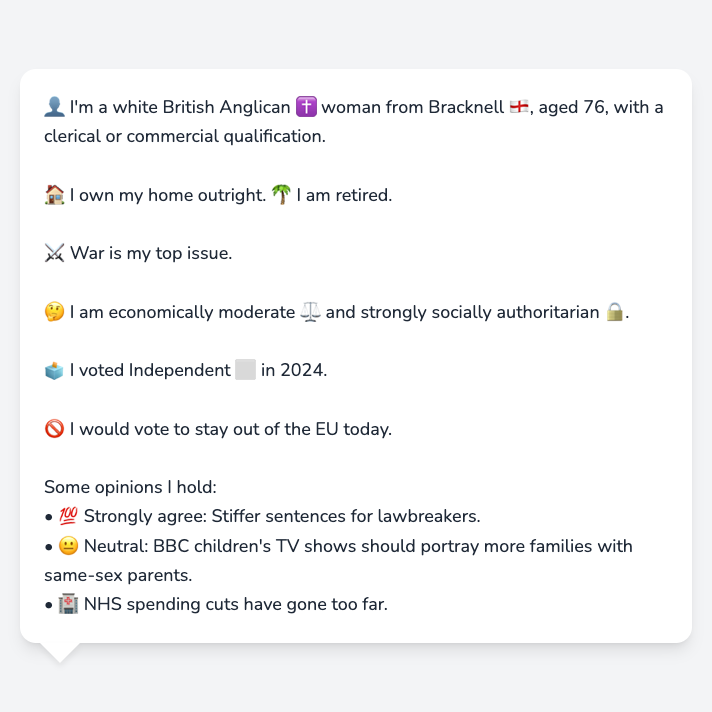 👤 I'm a white British Anglican ✝️ woman from Bracknell 🏴󠁧󠁢󠁥󠁮󠁧󠁿, aged 76, with a
clerical or commercial qualification.
🏠 I own my home outright. 🌴 I am retired.
⚔️ War is my top issue.
🤔 I am economically moderate ⚖️ and strongly socially authoritarian 🔒.
🗳️ I voted Independent ⬜ in 2024.
🚫 I would vote to stay out of the EU today.
Some opinions I hold:
• 💯 Strongly agree: Stiffer sentences for lawbreakers.
• 😐 Neutral: BBC children's TV shows should portray more families with
same-sex parents.
• 🏥 NHS spending cuts have gone too far.